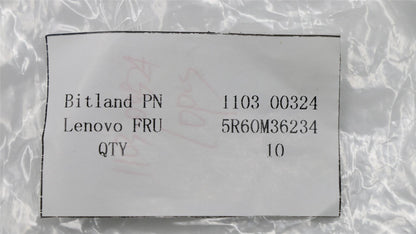 Bitland PN 1103 00324
Lenovo FRU 5R60M36234
QTY 10